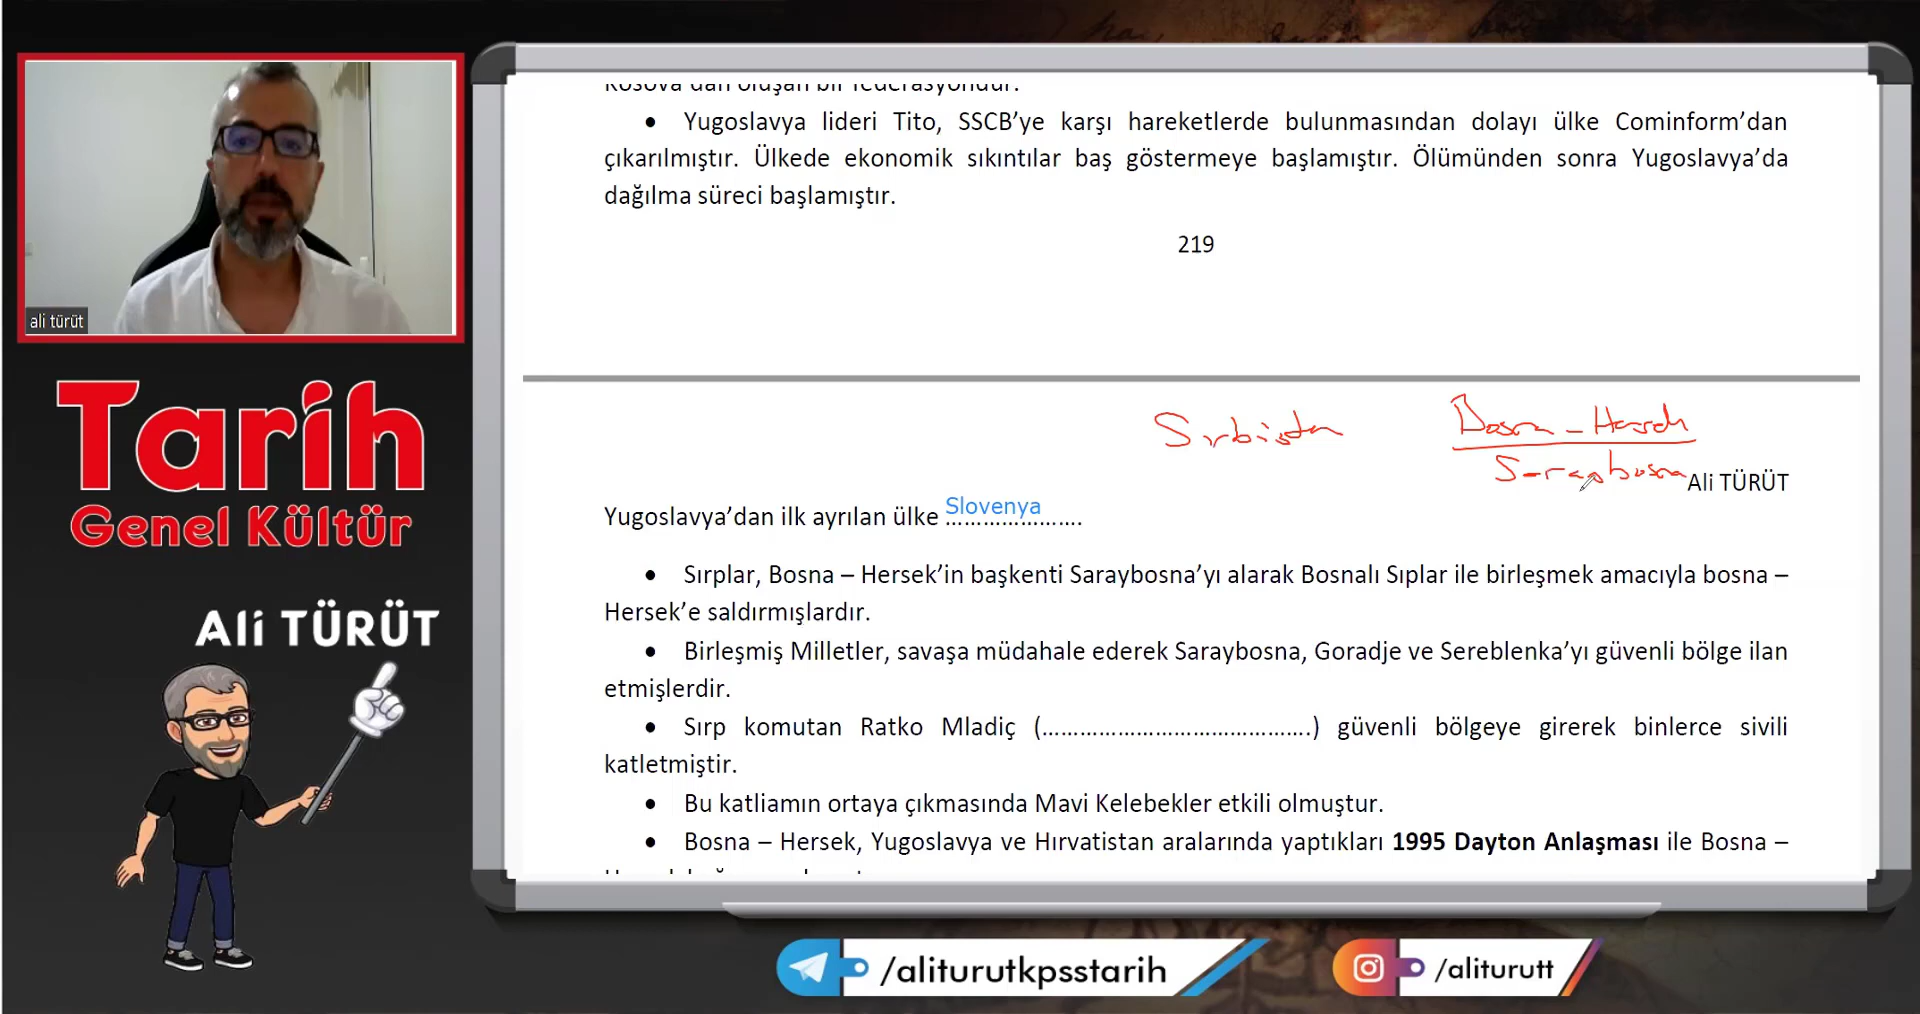 Kosova'dan oluşan bir federasyondur.
• Yugoslavya lideri Tito, SSCB'ye karşı hareketlerde bulunmasından dolayı ülke Cominform'dan
çıkarılmıştır. Ülkede ekonomik sıkıntılar baş göstermeye başlamıştır. Ölümünden sonra Yugoslavya'da
dağılma süreci başlamıştır.
219
Sırbistan
Bosna – Hersek
Saraybosna
Ali TÜRÜT
Yugoslavya'dan ilk ayrılan ülke Slovenya ………………….
• Sırplar, Bosna – Hersek'in başkenti Saraybosna'yı alarak Bosnalı Sıplar ile birleşmek amacıyla bosna –
Hersek'e saldırmışlardır.
• Birleşmiş Milletler, savaşa müdahale ederek Saraybosna, Goradje ve Sereblenka'yı güvenli bölge ilan
etmişlerdir.
• Sırp komutan Ratko Mladiç (…………………………………….) güvenli bölgeye girerek binlerce sivili
katletmiştir.
• Bu katliamın ortaya çıkmasında Mavi Kelebekler etkili olmuştur.
• Bosna – Hersek, Yugoslavya ve Hırvatistan aralarında yaptıkları 1995 Dayton Anlaşması ile Bosna –
ali türüt
Tarih
Genel Kültür
Ali TÜRÜT
/aliturutkpsstarih
/aliturutt